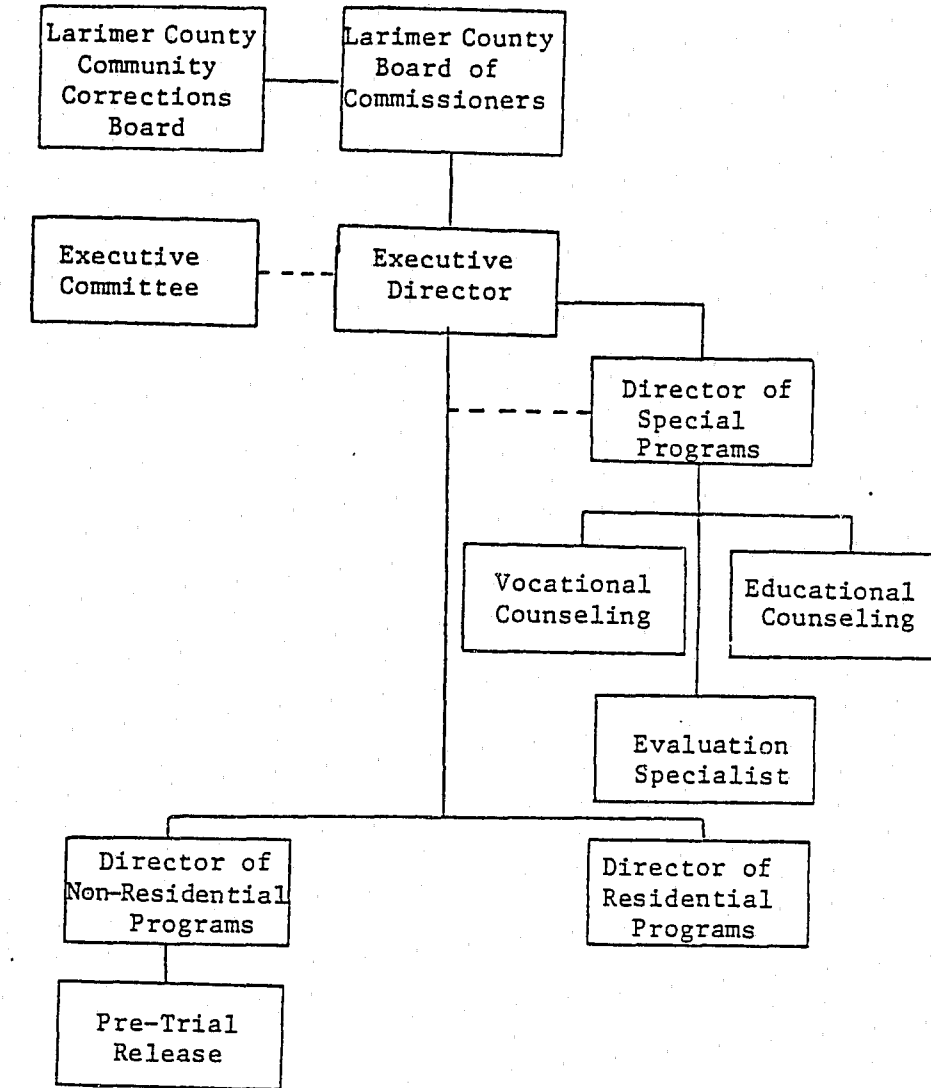 Larimer County
Community
Corrections
Board
Larimer County
Board of
Commissioners
Executive
Committee
Executive
Director
Director of
Special
Programs
Vocational
Counseling
Educational
Counseling
Evaluation
Specialist
Director of
Non-Residential
Programs
Director of
Residential
Programs
Pre-Trial
Release